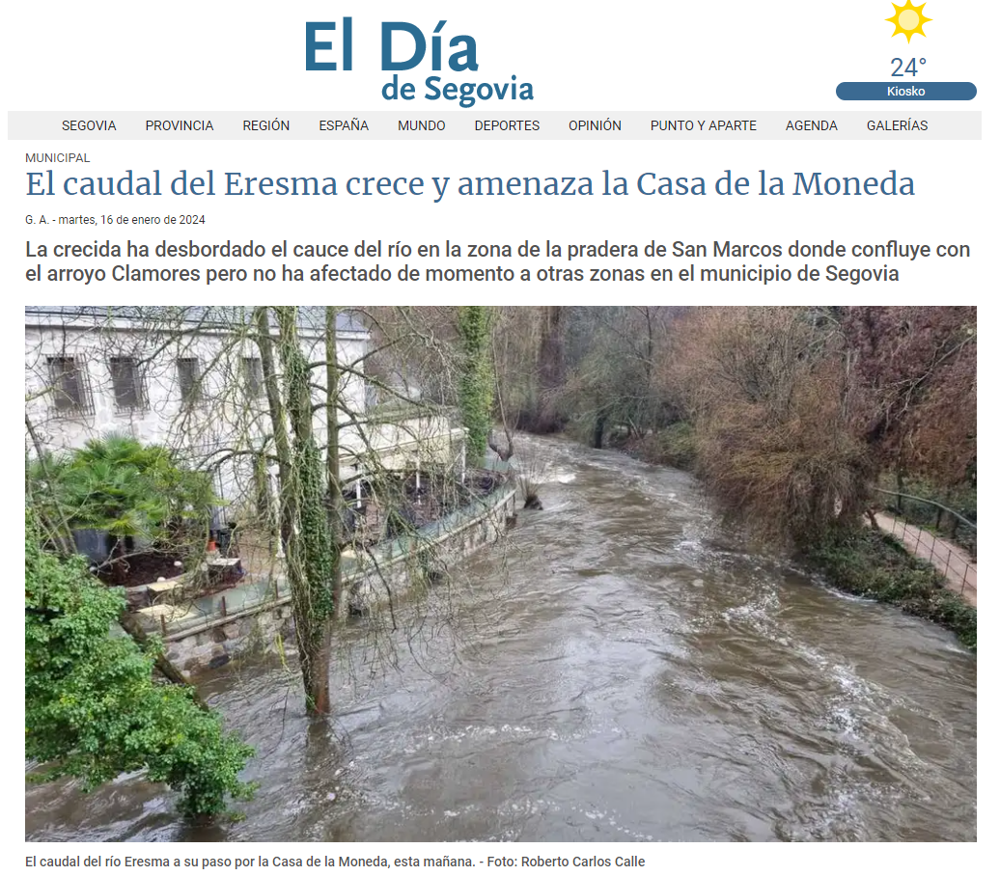 El Día
de Segovia
24°
Kiosko
SEGOVIA PROVINCIA REGIÓN ESPAÑA MUNDO DEPORTES OPINIÓN PUNTO Y APARTE AGENDA GALERÍAS
MUNICIPAL
El caudal del Eresma crece y amenaza la Casa de la Moneda
G. A. - martes, 16 de enero de 2024
La crecida ha desbordado el cauce del río en la zona de la pradera de San Marcos donde confluye con
el arroyo Clamores pero no ha afectado de momento a otras zonas en el municipio de Segovia
El caudal del río Eresma a su paso por la Casa de la Moneda, esta mañana. - Foto: Roberto Carlos Calle